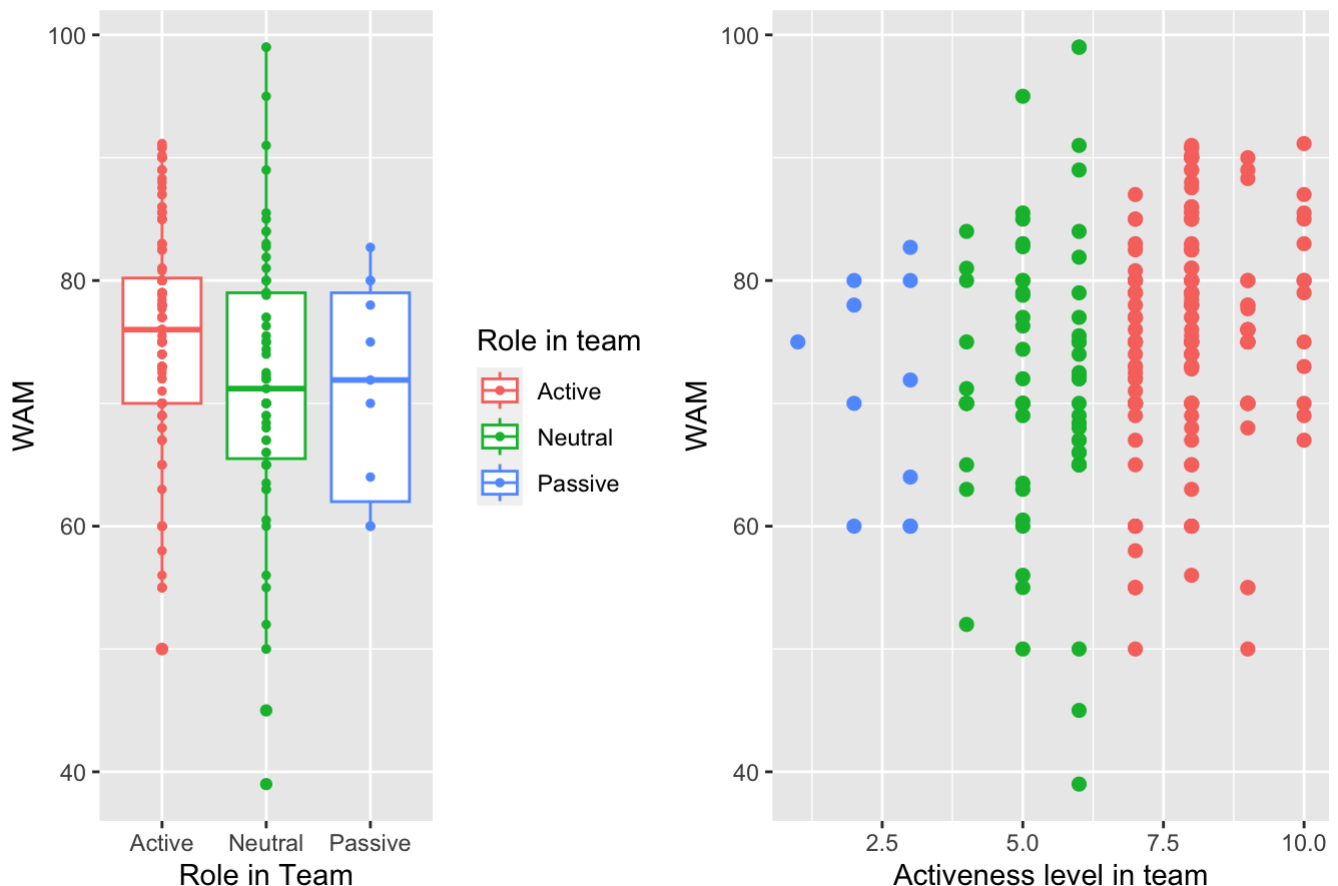 WAM
100
80
60
40
Active Neutral Passive
Role in Team
Role in team
Active
Neutral
Passive
WAM
100
80
60
40
2.5 5.0 7.5 10.0
Activeness level in team